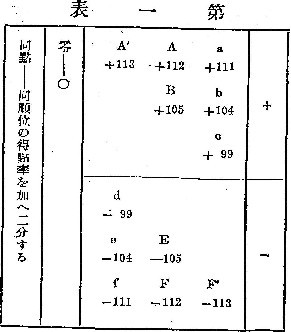 第一表
+
A' A a
+113 +112 +111
B b
+105 +104
c
+ 99
−
d
− 99
e E
−104 −105
f F F'
−111 −112 −113
零——〇
同點——同順位の得點率を加へ二分する